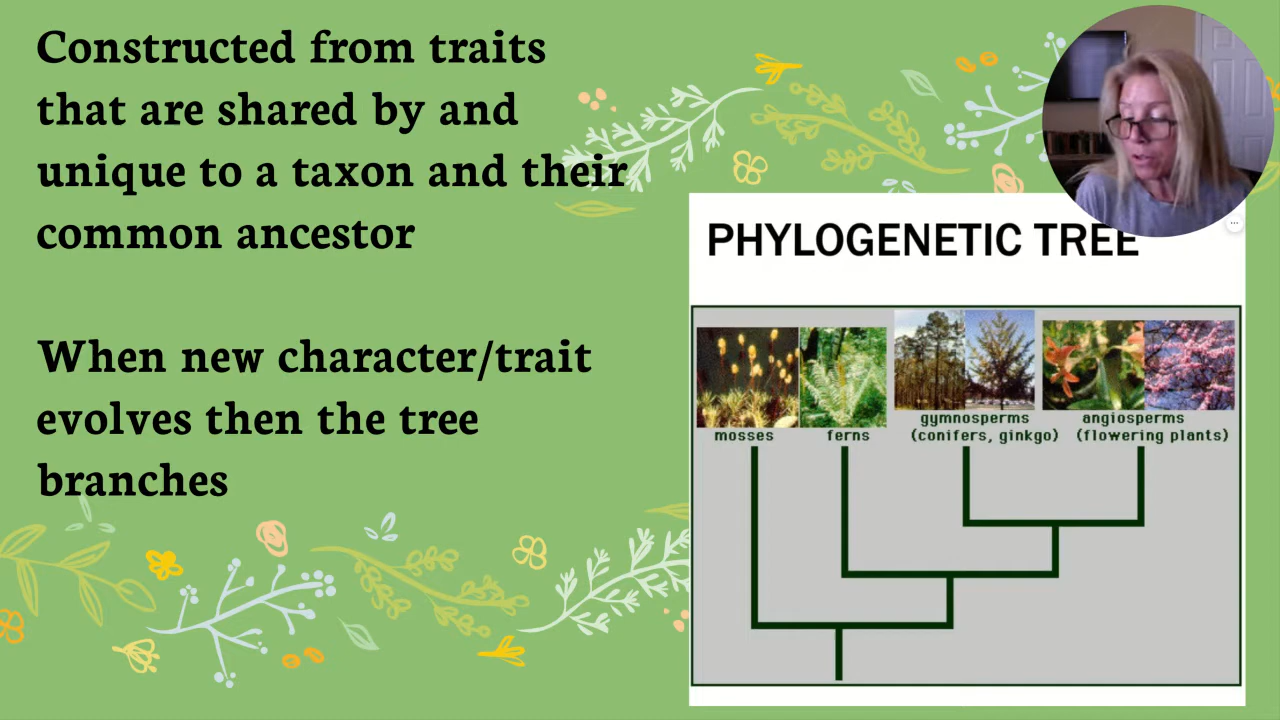 Constructed from traits
that are shared by and
unique to a taxon and their
common ancestor
When new character/trait
evolves then the tree
branches
PHYLOGENETIC TREE
mosses
ferns
gymnosperms
(conifers, ginkgo)
angiosperms
(flowering plants)